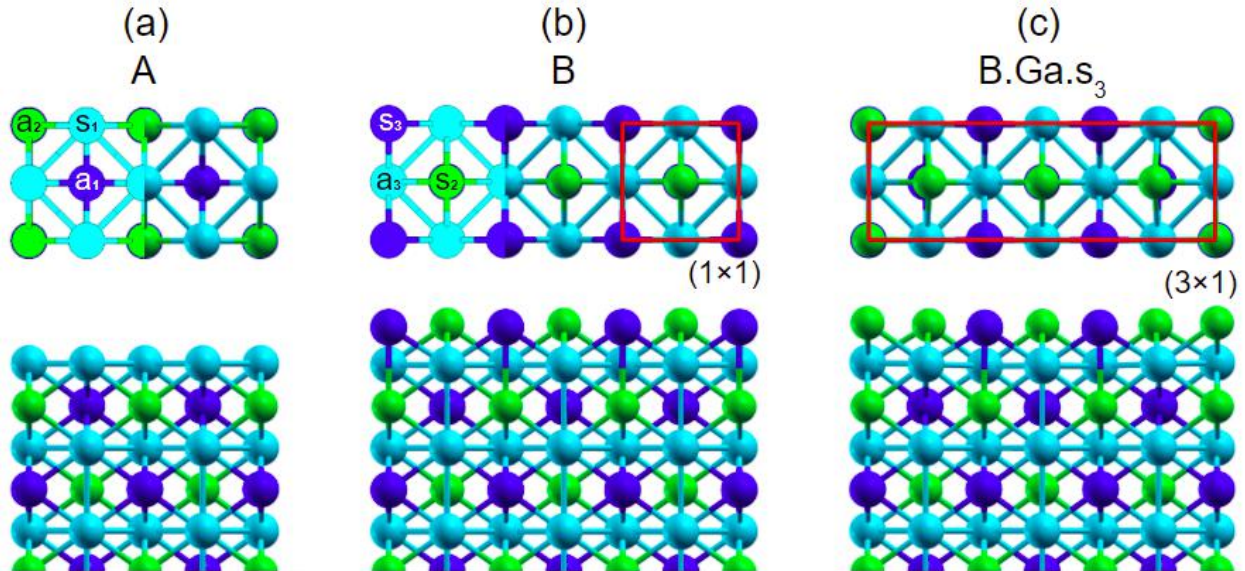 (a)
A
a₂ s₁
a₁
(b)
B
s₃
a₃ s₂
(1×1)
(c)
B.Ga.s₃
(3×1)